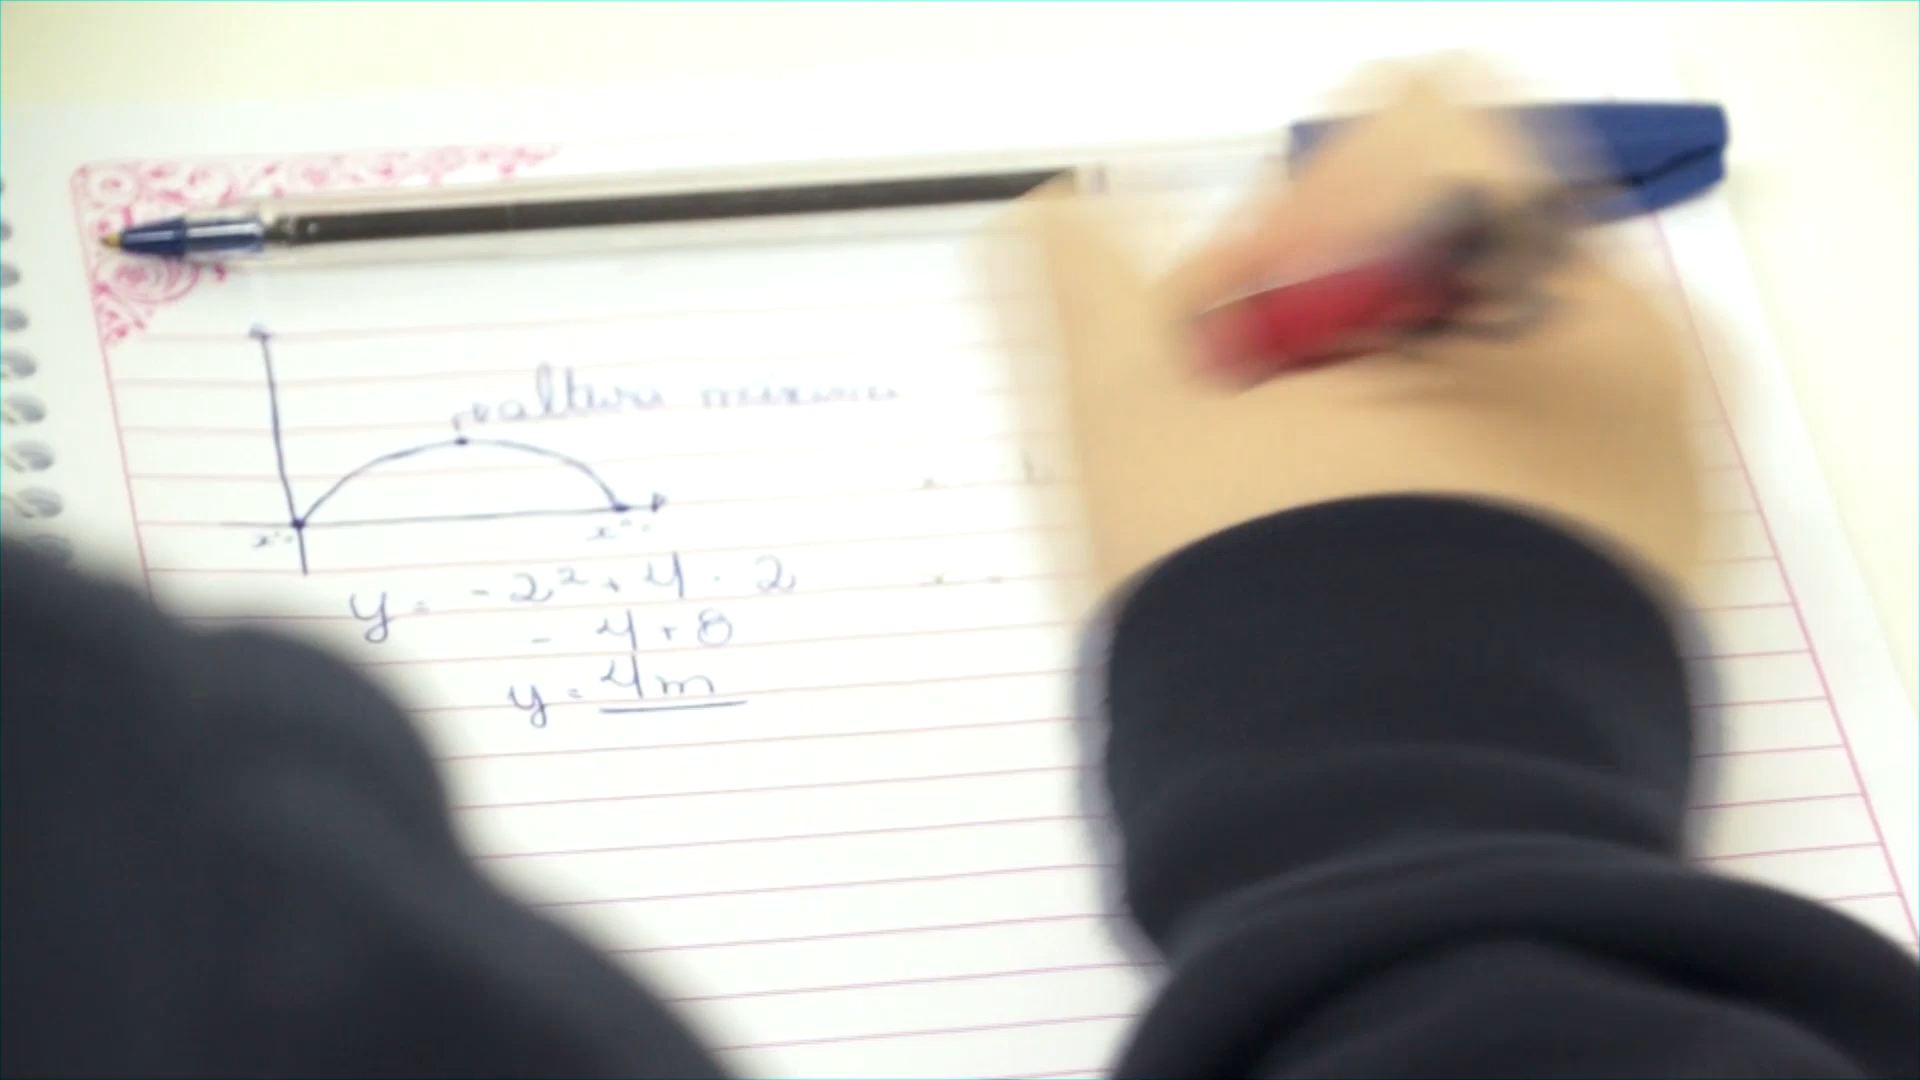 altura máxima
x'
x"
y = - 2² + 4 . 2
- 4 + 8
y = 4m